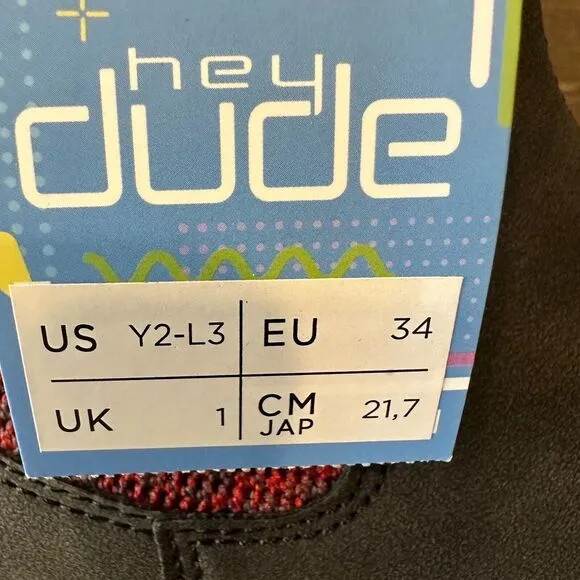 hey
dude
US Y2-L3 EU 34
UK 1 CM JAP 21,7